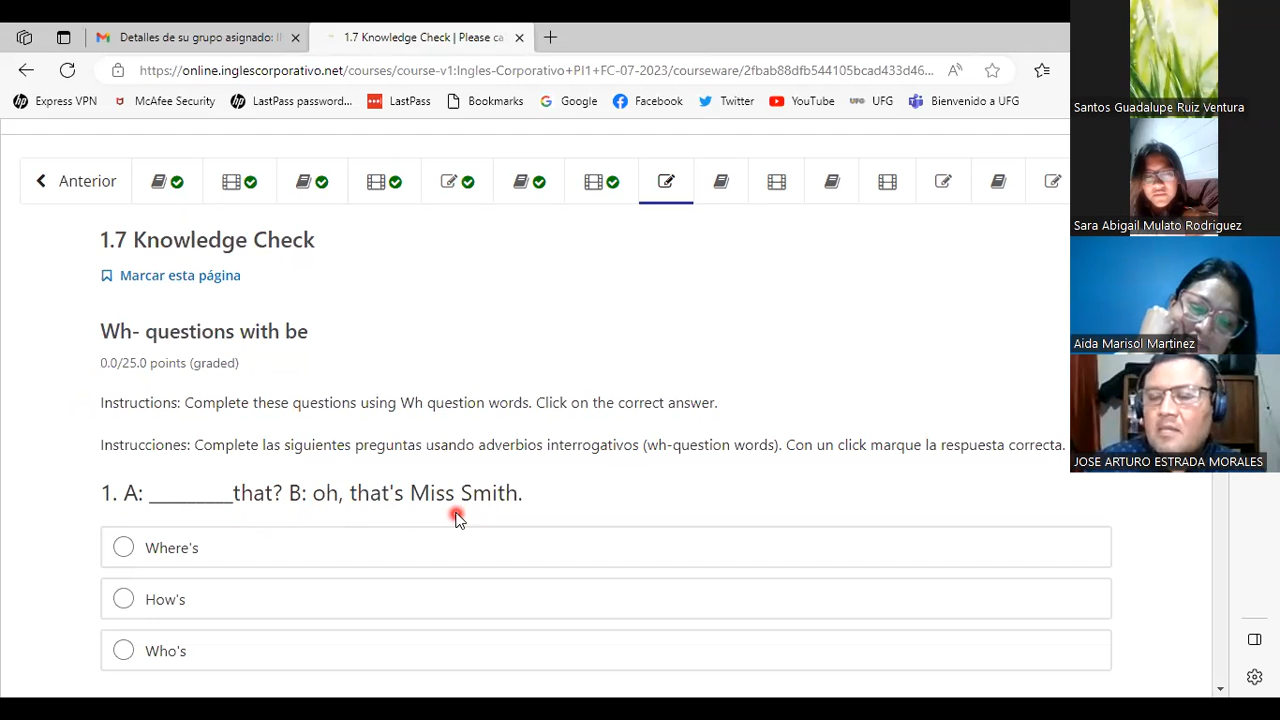 Detalles de su grupo asignado: II
1.7 Knowledge Check | Please ca
https://online.inglescorporativo.net/courses/course-v1:Ingles-Corporativo+PI1+FC-07-2023/courseware/2fbab88dfb544105bcad433d46...
Express VPN
McAfee Security
LastPass password...
LastPass
Bookmarks
Google
Facebook
Twitter
YouTube
UFG
Bienvenido a UFG
Anterior
1.7 Knowledge Check
Marcar esta página
Wh- questions with be
0.0/25.0 points (graded)
Instructions: Complete these questions using Wh question words. Click on the correct answer.
Instrucciones: Complete las siguientes preguntas usando adverbios interrogativos (wh-question words). Con un click marque la respuesta correcta.
1. A: _________that? B: oh, that's Miss Smith.
Where's
How's
Who's
Santos Guadalupe Ruiz Ventura
Sara Abigail Mulato Rodriguez
Aida Marisol Martinez
JOSE ARTURO ESTRADA MORALES